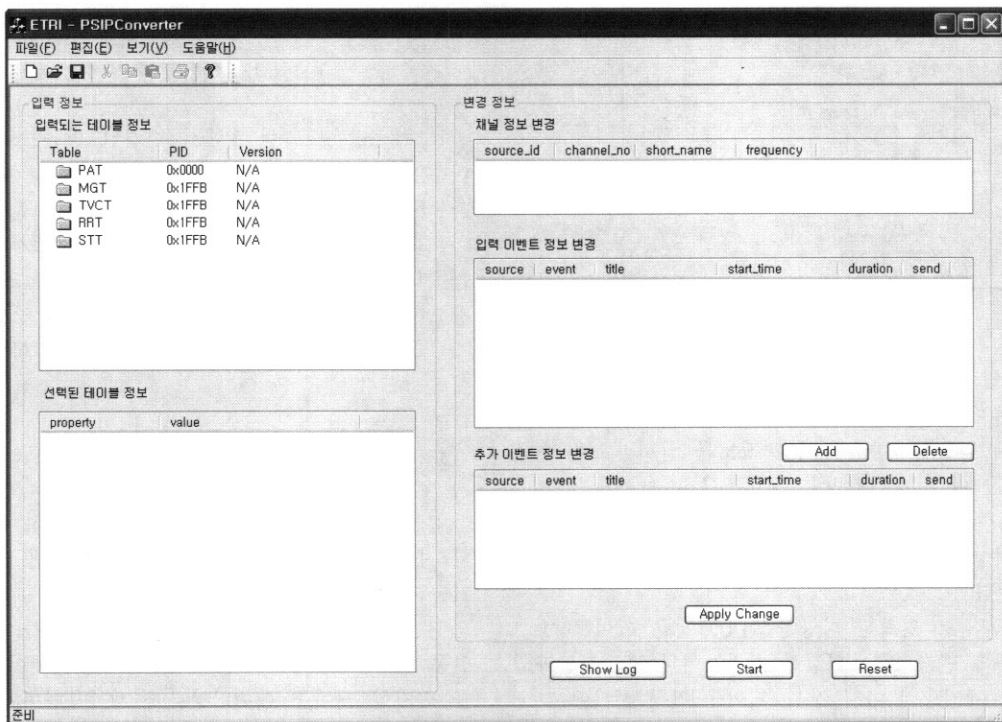 ETRI - PSIPConverter
파일(F) 편집(E) 보기(V) 도움말(H)
입력 정보
입력되는 테이블 정보
Table PID Version
PAT 0x0000 N/A
MGT 0x1FFB N/A
TVCT 0x1FFB N/A
RRT 0x1FFB N/A
STT 0x1FFB N/A
선택된 테이블 정보
property value
변경 정보
채널 정보 변경
source_id channel_no short_name frequency
입력 이벤트 정보 변경
source event title start_time duration send
추가 이벤트 정보 변경 Add Delete
source event title start_time duration send
Apply Change
Show Log Start Reset
준비